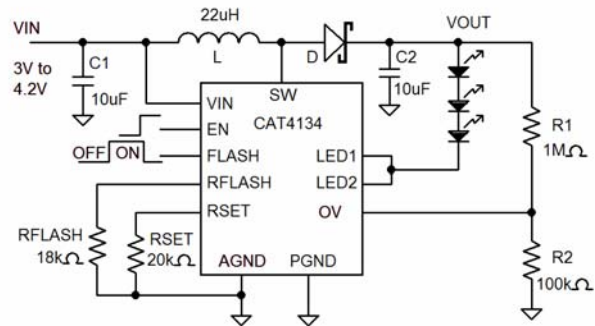 VIN
22uH
VOUT
L
D
3V to
4.2V
C1
10uF
C2
10uF
SW
VIN
CAT4134
EN
R1
1MΩ
OFF
ON
FLASH
LED1
RFLASH
LED2
RSET
OV
RFLASH
18kΩ
RSET
20kΩ
AGND
PGND
R2
100kΩ